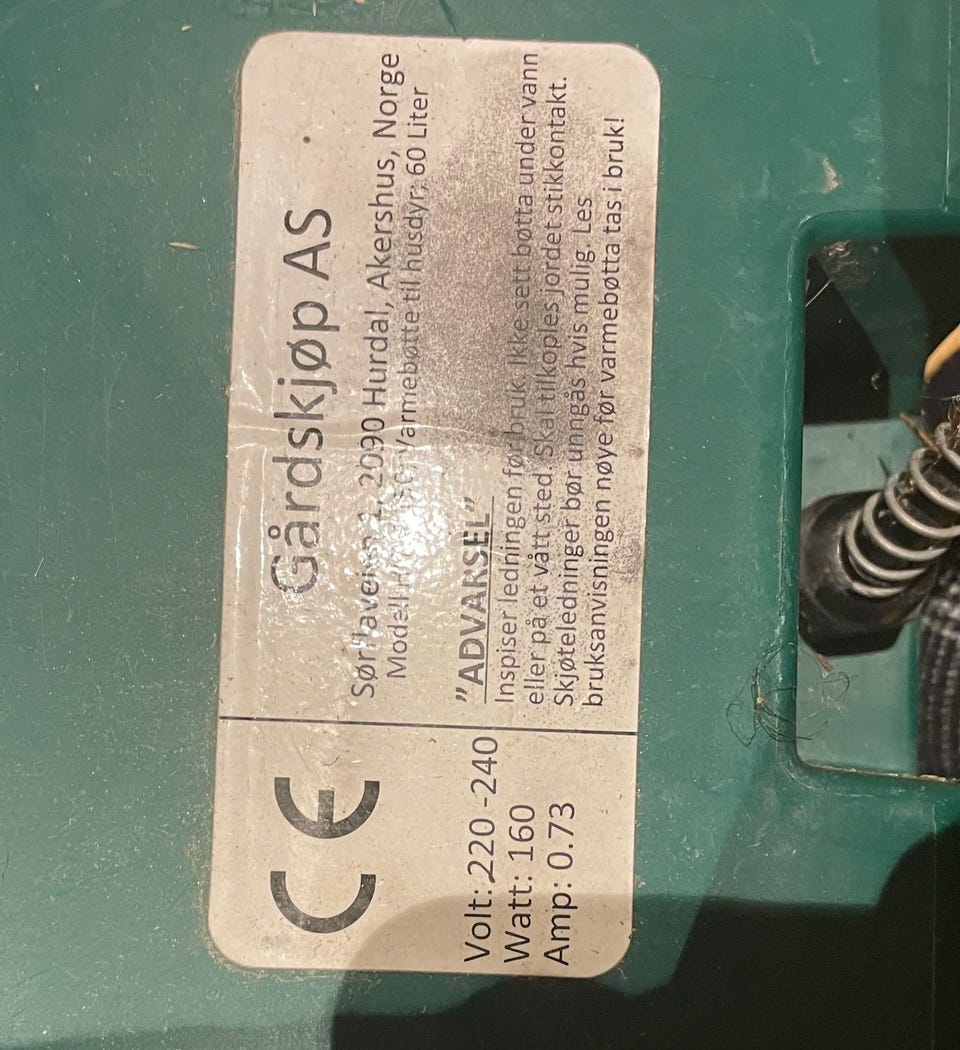 CE
Volt: 220-240
Watt: 160
Amp: 0.73
Gårdskjøp AS
2090 Hurdal, Akershus, Norge
Modell: Varmebøtte til husdyr; 60 Liter
"ADVARSEL"
Inspiser ledningen før bruk. Ikke sett bøtta under vann
eller på et vått sted. Skal tilkoples jordet stikkontakt.
Skjøteledninger bør unngås hvis mulig. Les
bruksanvisningen nøye før varmebøtta tas i bruk!